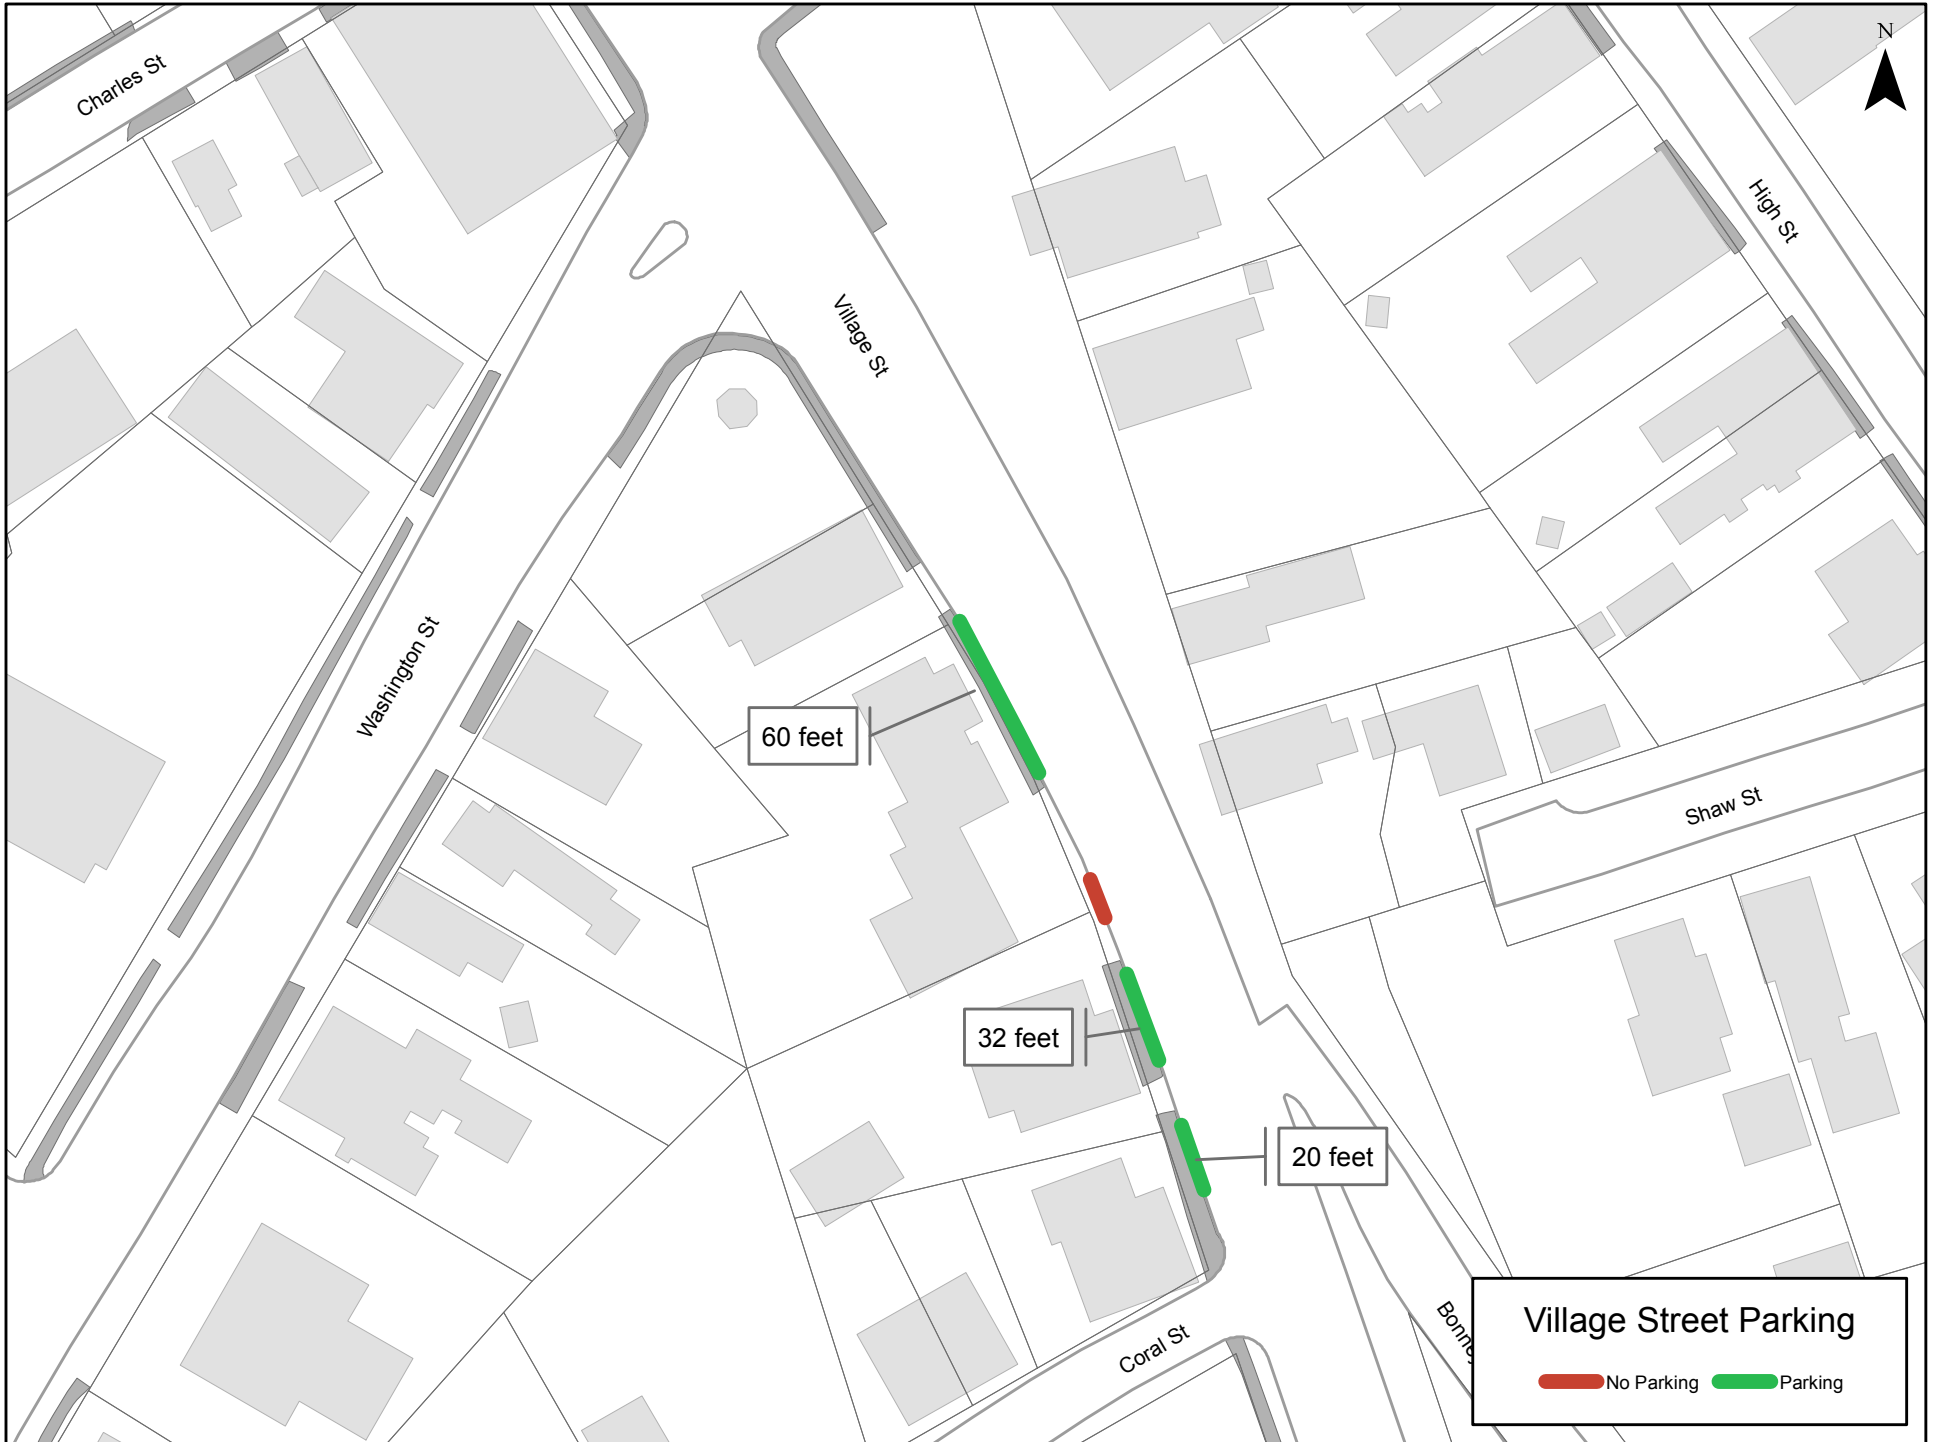 Charles St
N
High St
Village St
Washington St
60 feet
Shaw St
32 feet
20 feet
Coral St
Village Street Parking
No Parking
Parking